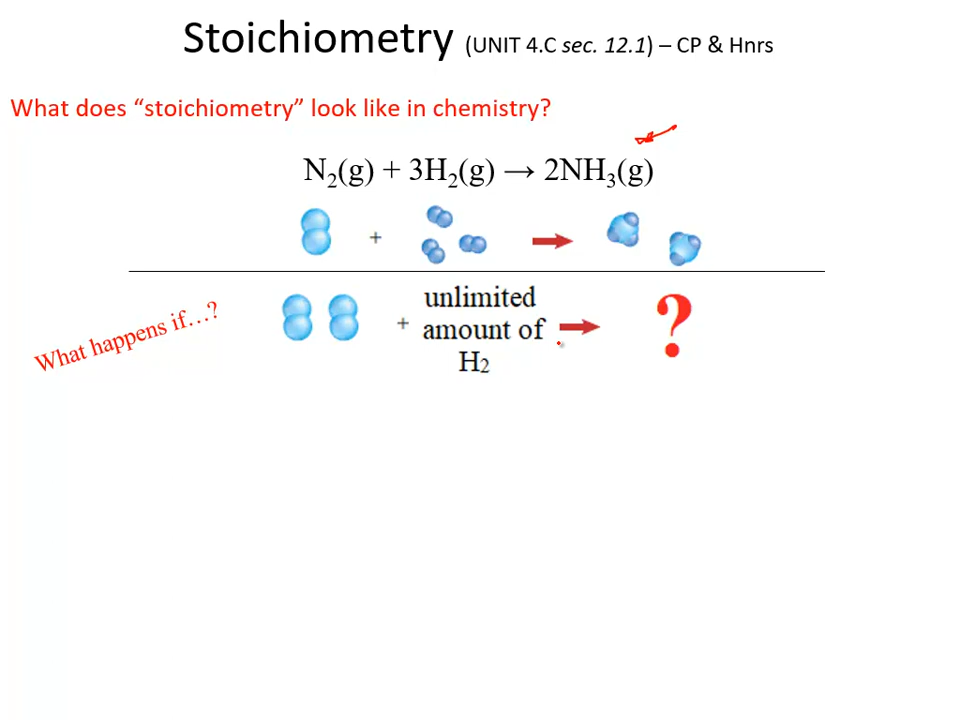 Stoichiometry (UNIT 4.C sec. 12.1) – CP & Hnrs
What does “stoichiometry” look like in chemistry?
N₂(g) + 3H₂(g) → 2NH₃(g)
+
What happens if…?
+ unlimited
amount of
H₂
?